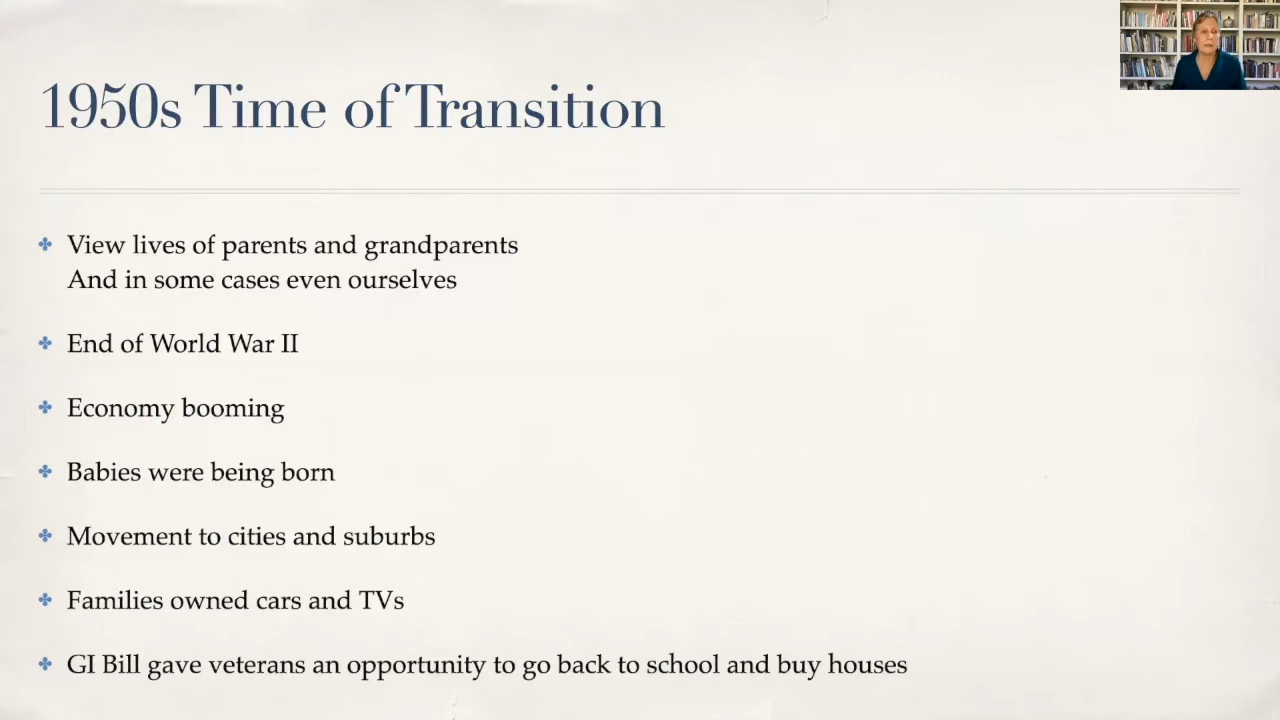 1950s Time of Transition
View lives of parents and grandparents
And in some cases even ourselves
End of World War II
Economy booming
Babies were being born
Movement to cities and suburbs
Families owned cars and TVs
GI Bill gave veterans an opportunity to go back to school and buy houses